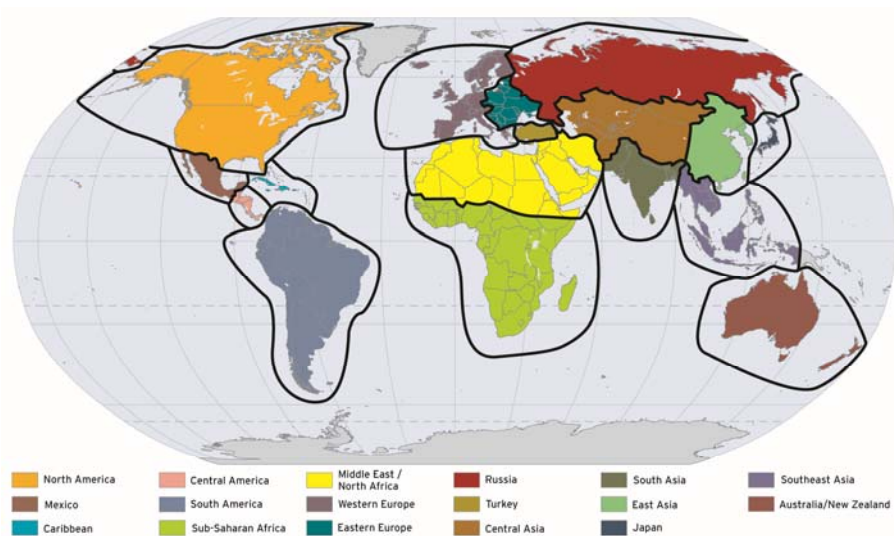 North America
Central America
Middle East /
North Africa
Russia
South Asia
Southeast Asia
Mexico
South America
Western Europe
Turkey
East Asia
Australia/New Zealand
Caribbean
Sub-Saharan Africa
Eastern Europe
Central Asia
Japan